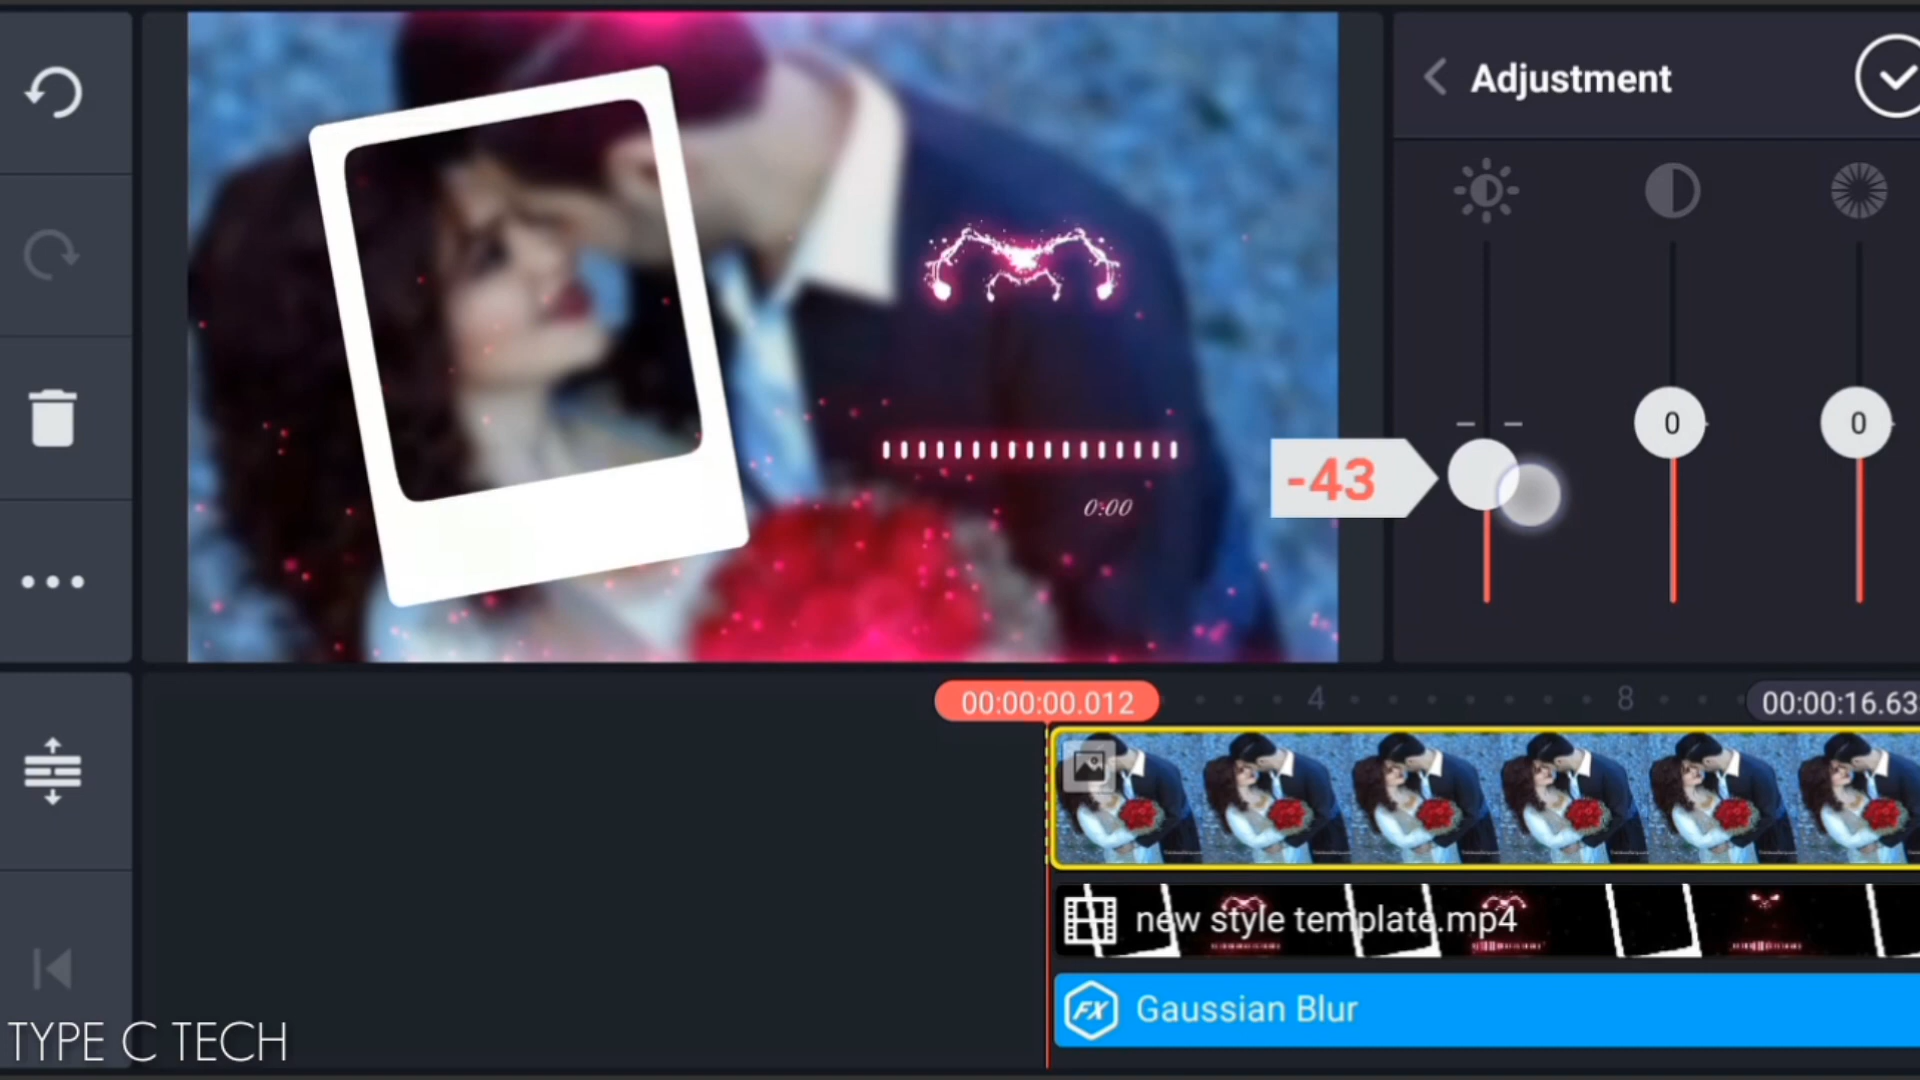 Adjustment
0
0
-43
0:00
00:00:00.012
4
8
00:00:16.63
new style template.mp4
FX
Gaussian Blur
TYPE C TECH